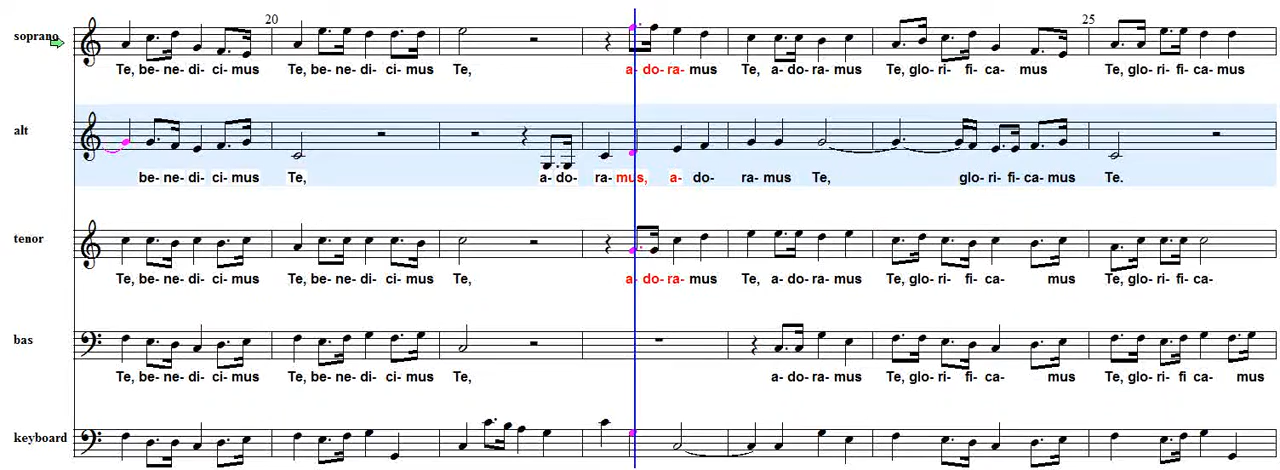 20 25
soprano
Te, be- ne- di- ci- mus Te, be- ne- di- ci- mus Te, a- do- ra- mus Te, a- do- ra- mus Te, glo- ri- fi- ca- mus Te, glo- ri- fi- ca- mus
alt
be- ne- di- ci- mus Te, a- do- ra- mus, a- do- ra- mus Te, glo- ri- fi- ca- mus Te.
tenor
Te, be- ne- di- ci- mus Te, be- ne- di- ci- mus Te, a- do- ra- mus Te, a- do- ra- mus Te, glo- ri- fi- ca- mus Te, glo- ri- fi- ca-
bas
Te, be- ne- di- ci- mus Te, be- ne- di- ci- mus Te, a- do- ra- mus Te, glo- ri- fi- ca- mus Te, glo- ri- fi ca- mus
keyboard